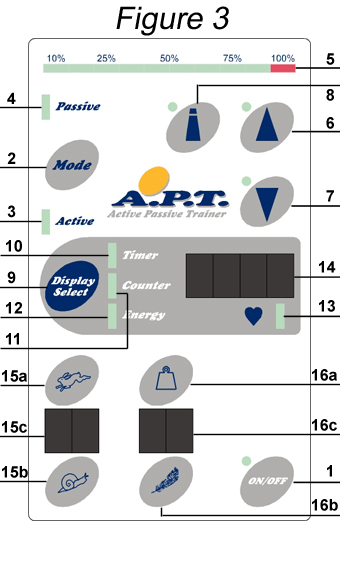 Figure 3
10% 25% 50% 75% 100%
5
8
4
Passive
6
2
Mode
A.P.T.
Active Passive Trainer
7
3
Active
10
Timer
9
Display
Select
Counter
14
12
Energy
13
11
15a
16a
15c
16c
15b
ON/OFF
1
16b